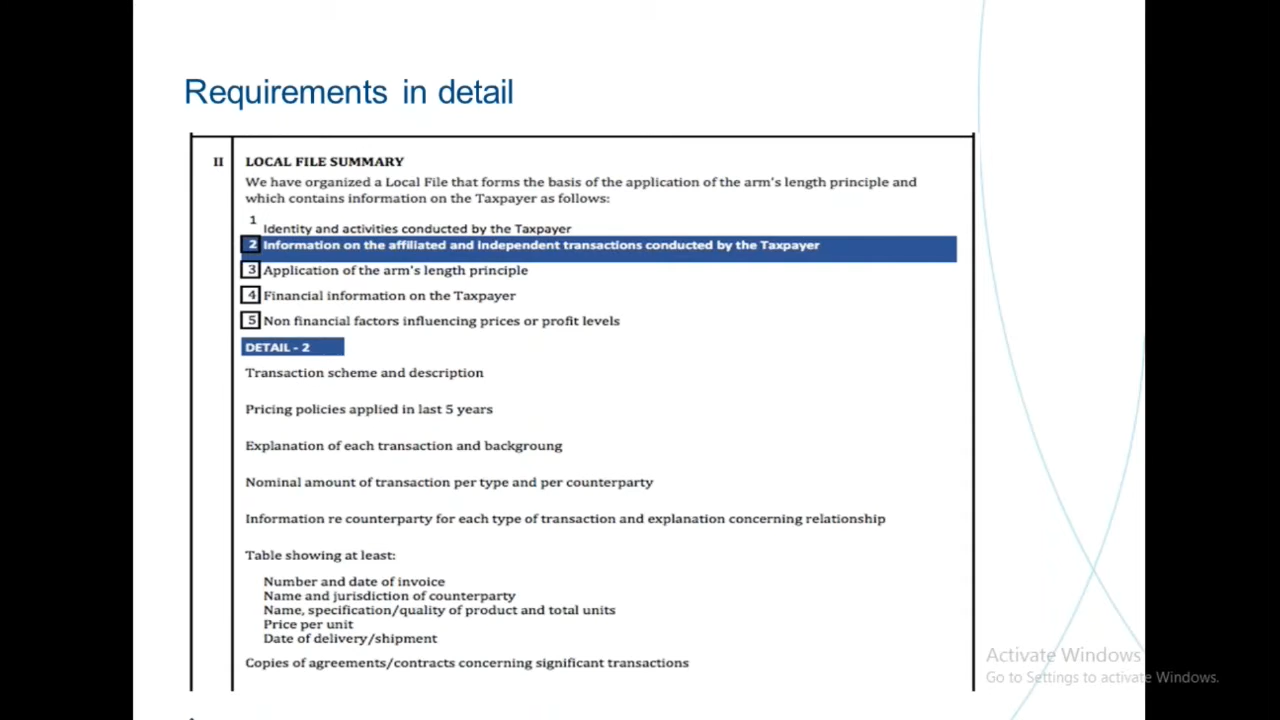 Requirements in detail
II LOCAL FILE SUMMARY
We have organized a Local File that forms the basis of the application of the arm's length principle and
which contains information on the Taxpayer as follows:
1 Identity and activities conducted by the Taxpayer
2 Information on the affiliated and independent transactions conducted by the Taxpayer
3 Application of the arm's length principle
4 Financial information on the Taxpayer
5 Non financial factors influencing prices or profit levels
DETAIL - 2
Transaction scheme and description
Pricing policies applied in last 5 years
Explanation of each transaction and backgroung
Nominal amount of transaction per type and per counterparty
Information re counterparty for each type of transaction and explanation concerning relationship
Table showing at least:
Number and date of invoice
Name and jurisdiction of counterparty
Name, specification/quality of product and total units
Price per unit
Date of delivery/shipment
Copies of agreements/contracts concerning significant transactions
Activate Windows
Go to Settings to activate Windows.